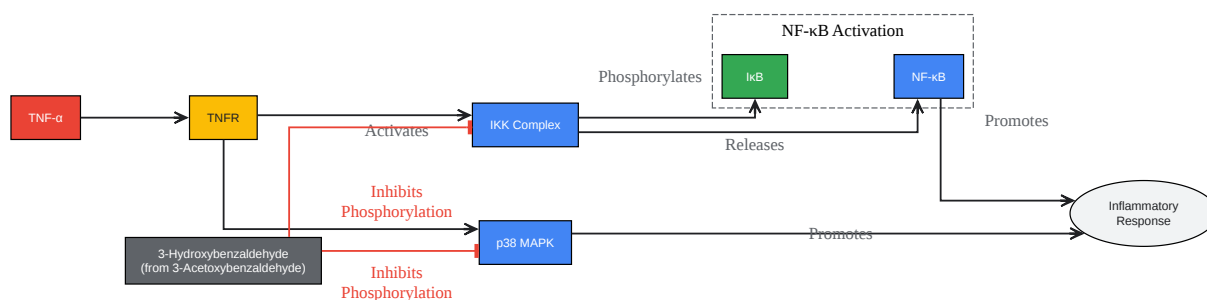 NF-κB Activation
Phosphorylates
IκB
NF-κB
TNF-α
TNFR
Activates
IKK Complex
Releases
Promotes
Inhibits
Phosphorylation
Inflammatory
Response
p38 MAPK
Promotes
3-Hydroxybenzaldehyde
(from 3-Acetoxybenzaldehyde)
Inhibits
Phosphorylation